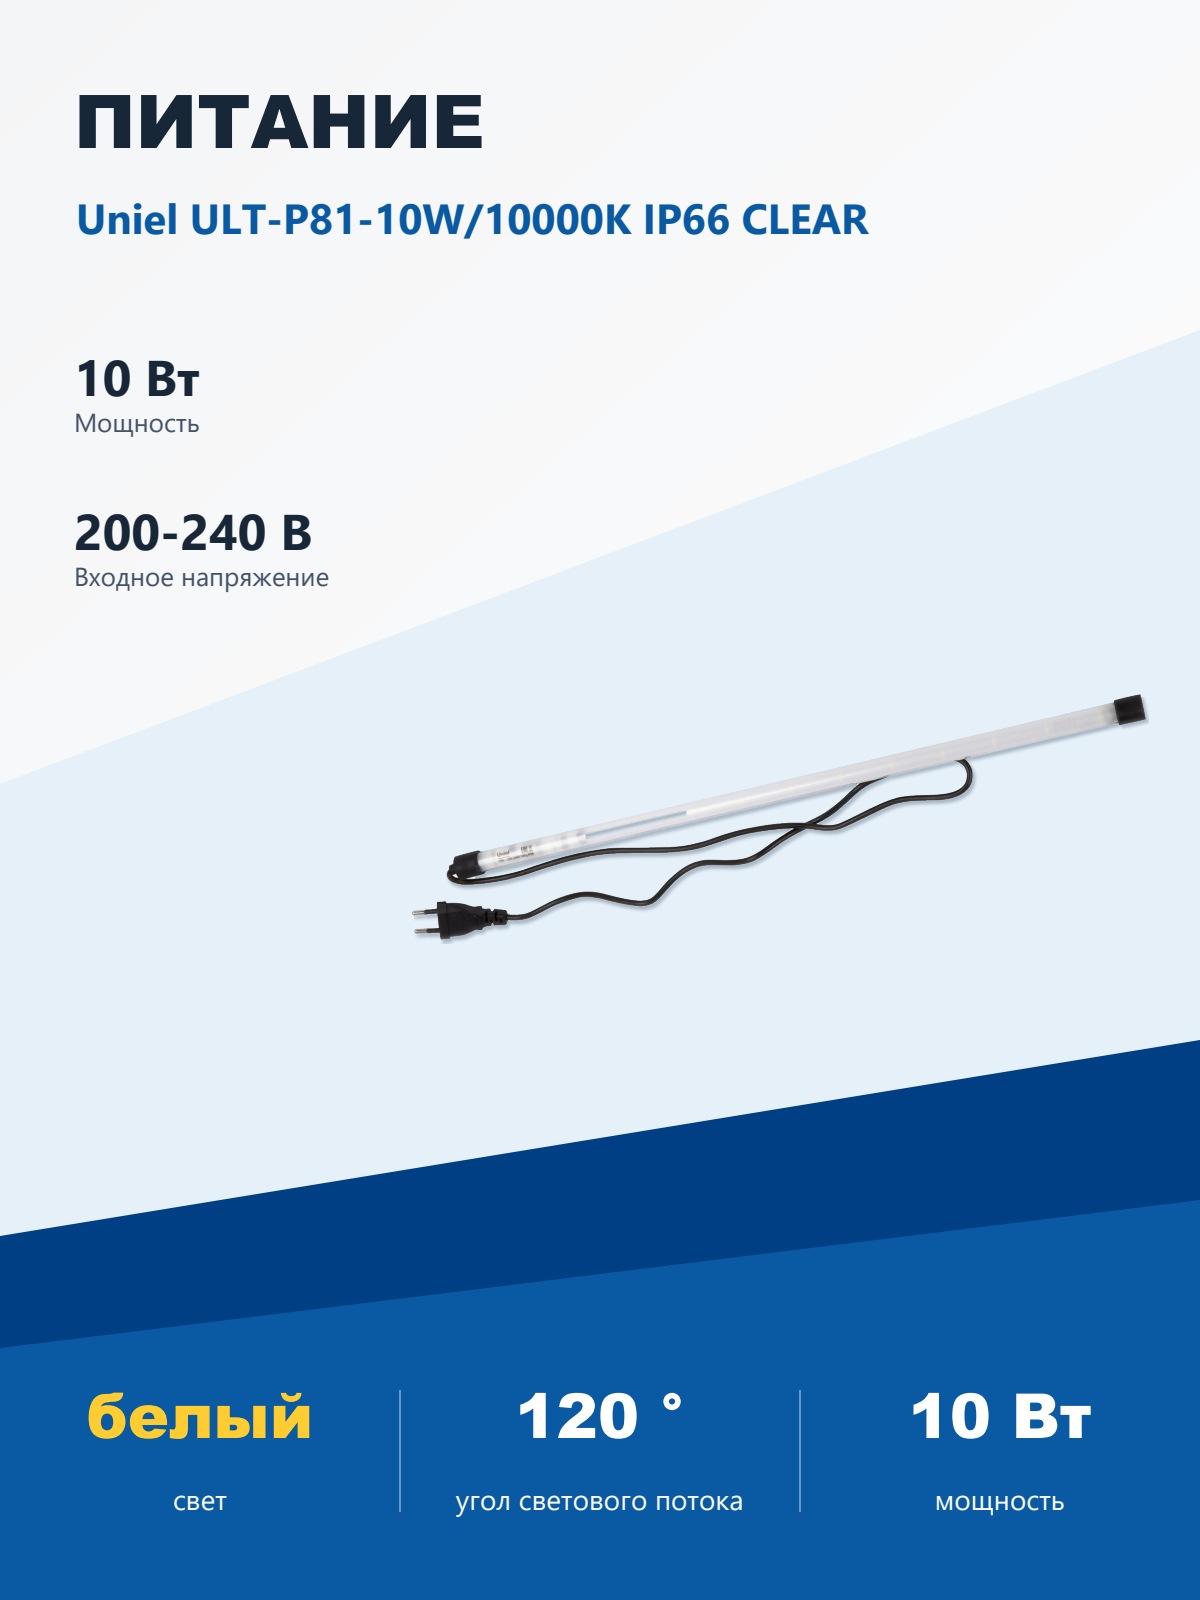 ПИТАНИЕ
Uniel ULT-P81-10W/10000K IP66 CLEAR
10 Вт
Мощность
200-240 В
Входное напряжение
Uniel
белый
свет
120 °
угол светового потока
10 Вт
мощность